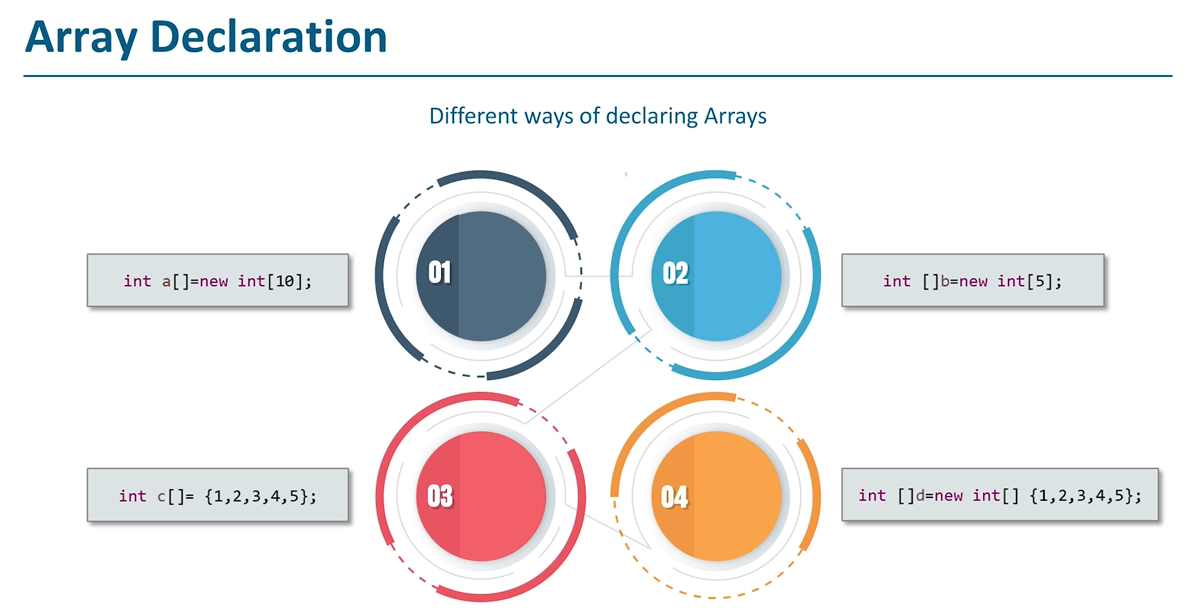 Array Declaration
Different ways of declaring Arrays
int a[]=new int[10];
01
02
int []b=new int[5];
int c[]= {1,2,3,4,5};
03
04
int []d=new int[] {1,2,3,4,5};